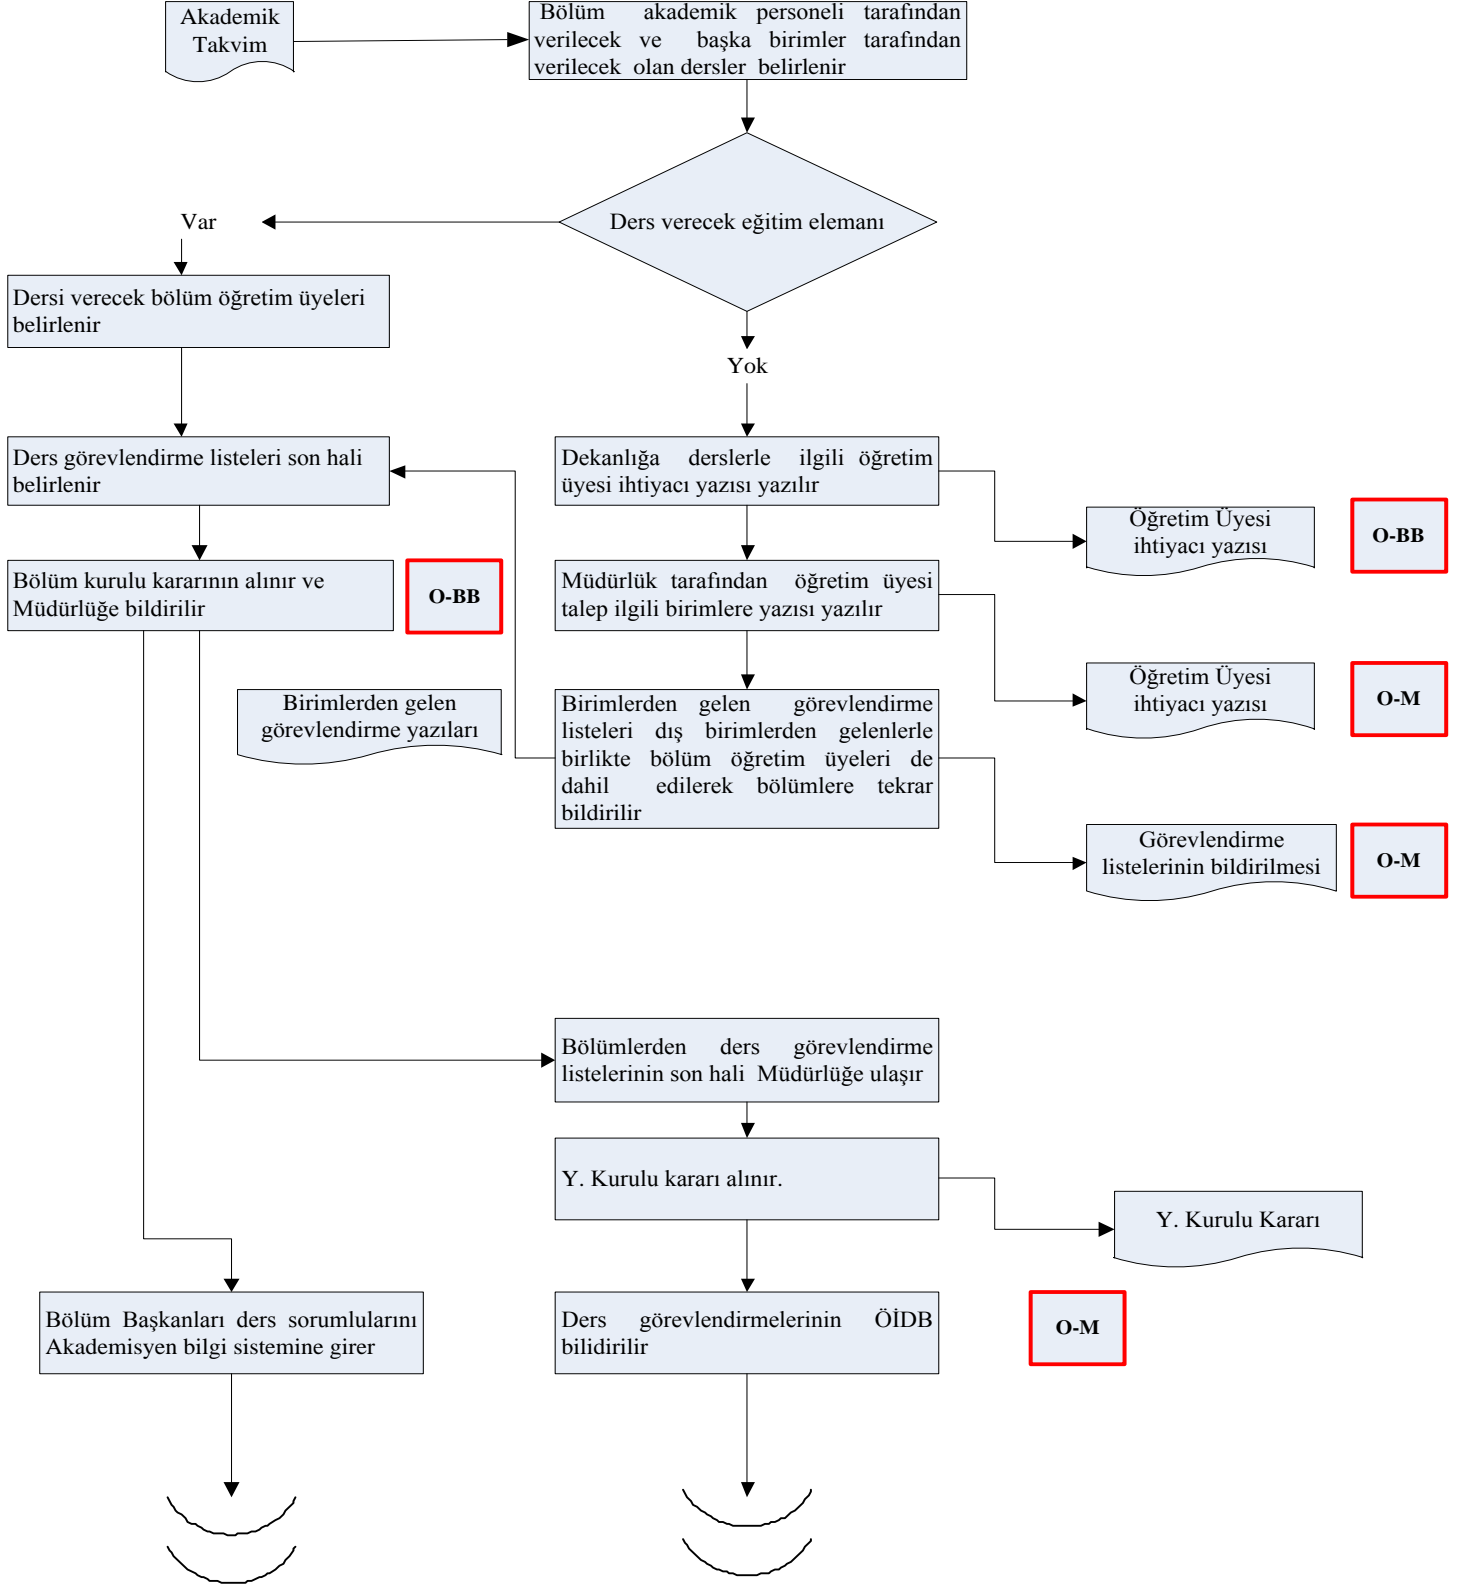 Akademik
Takvim
Bölüm akademik personeli tarafından
verilecek ve başka birimler tarafından
verilecek olan dersler belirlenir
Ders verecek eğitim elemanı
Var
Dersi verecek bölüm öğretim üyeleri
belirlenir
Yok
Ders görevlendirme listeleri son hali
belirlenir
Dekanlığa derslerle ilgili öğretim
üyesi ihtiyacı yazısı yazılır
Öğretim Üyesi
ihtiyacı yazısı
O-BB
Bölüm kurulu kararının alınır ve
Müdürlüğe bildirilir
O-BB
Müdürlük tarafından öğretim üyesi
talep ilgili birimlere yazısı yazılır
Öğretim Üyesi
ihtiyacı yazısı
O-M
Birimlerden gelen
görevlendirme yazıları
Birimlerden gelen görevlendirme
listeleri dış birimlerden gelenlerle
birlikte bölüm öğretim üyeleri de
dahil edilerek bölümlere tekrar
bildirilir
Görevlendirme
listelerinin bildirilmesi
O-M
Bölümlerden ders görevlendirme
listelerinin son hali Müdürlüğe ulaşır
Y. Kurulu kararı alınır.
Y. Kurulu Kararı
Bölüm Başkanları ders sorumlularını
Akademisyen bilgi sistemine girer
Ders görevlendirmelerinin ÖİDB
bilidirilir
O-M